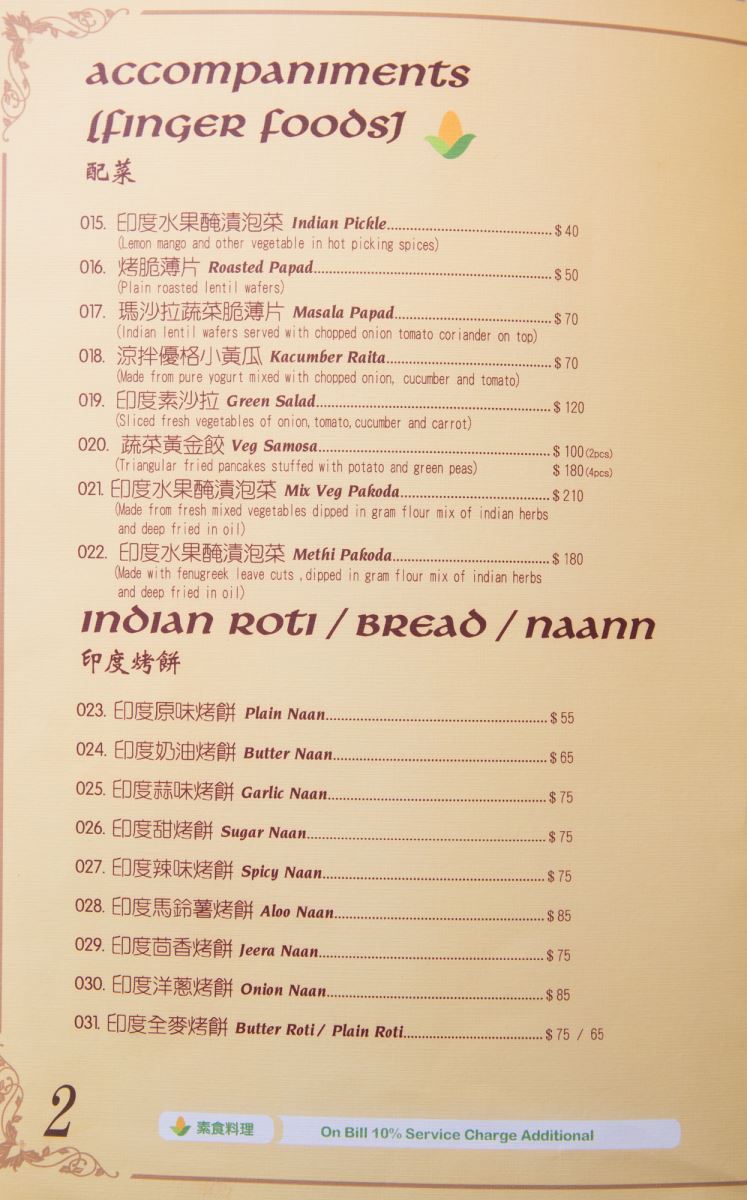 accompaniments
[finger foods]
配菜
015. 印度水果醃漬泡菜 Indian Pickle........................................$ 40
(Lemon mango and other vegetable in hot picking spices)
016. 烤脆薄片 Roasted Papad........................................$ 50
(Plain roasted lentil wafers)
017. 瑪沙拉蔬菜脆薄片 Masala Papad........................................$ 70
(Indian lentil wafers served with chopped onion tomato coriander on top)
018. 涼拌優格小黃瓜 Kacumber Raita........................................$ 70
(Made from pure yogurt mixed with chopped onion, cucumber and tomato)
019. 印度素沙拉 Green Salad........................................$ 120
(Sliced fresh vegetables of onion,tomato,cucumber and carrot)
020. 蔬菜黃金餃 Veg Samosa........................................$ 100(2pcs)
(Triangular fried pancakes stuffed with potato and green peas) $ 180(4pcs)
021. 印度水果醃漬泡菜 Mix Veg Pakoda........................................$ 210
(Made from fresh mixed vegetables dipped in gram flour mix of indian herbs
and deep fried in oil)
022. 印度水果醃漬泡菜 Methi Pakoda........................................$ 180
(Made with fenugreek leave cuts ,dipped in gram flour mix of indian herbs
and deep fried in oil)
Indian Roti / Bread / naann
印度烤餅
023. 印度原味烤餅 Plain Naan........................................$ 55
024. 印度奶油烤餅 Butter Naan........................................$ 65
025. 印度蒜味烤餅 Garlic Naan........................................$ 75
026. 印度甜烤餅 Sugar Naan........................................$ 75
027. 印度辣味烤餅 Spicy Naan........................................$ 75
028. 印度馬鈴薯烤餅 Aloo Naan........................................$ 85
029. 印度茴香烤餅 Jeera Naan........................................$ 75
030. 印度洋蔥烤餅 Onion Naan........................................$ 85
031. 印度全麥烤餅 Butter Roti / Plain Roti........................................$ 75 / 65
2
素食料理 On Bill 10% Service Charge Additional